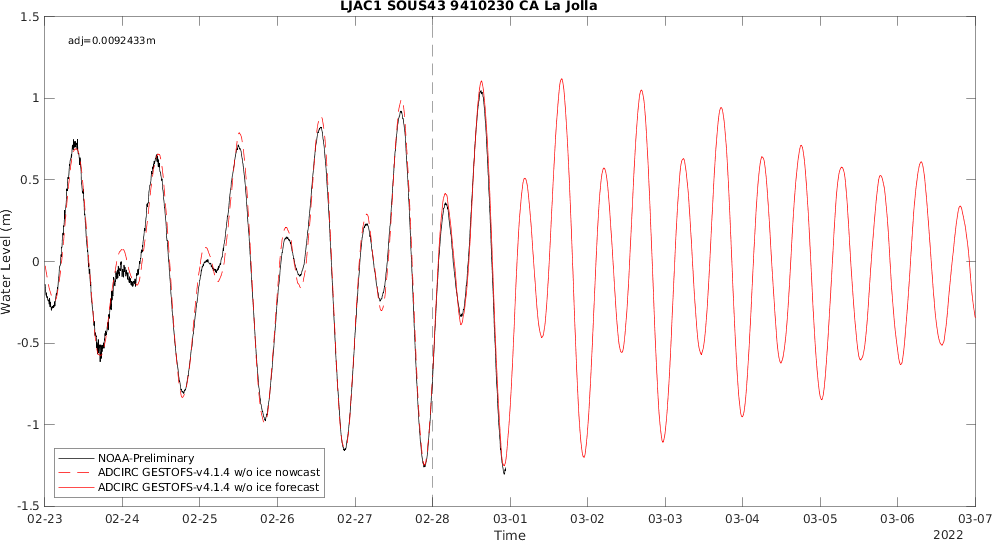 LJAC1 SOUS43 9410230 CA La Jolla
adj=0.0092433m
1.5
1
0.5
0
-0.5
-1
-1.5
Water Level (m)
NOAA-Preliminary
ADCIRC GESTOFS-v4.1.4 w/o ice nowcast
ADCIRC GESTOFS-v4.1.4 w/o ice forecast
02-23 02-24 02-25 02-26 02-27 02-28 03-01 03-02 03-03 03-04 03-05 03-06 03-07
Time
2022